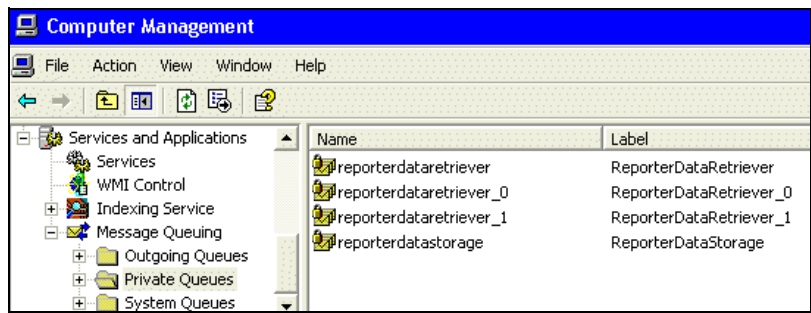 Computer Management
File Action View Window Help
Services and Applications
Services
WMI Control
Indexing Service
Message Queuing
Outgoing Queues
Private Queues
System Queues
Name Label
reporterdataretriever ReporterDataRetriever
reporterdataretriever_0 ReporterDataRetriever_0
reporterdataretriever_1 ReporterDataRetriever_1
reporterdatastorage ReporterDataStorage